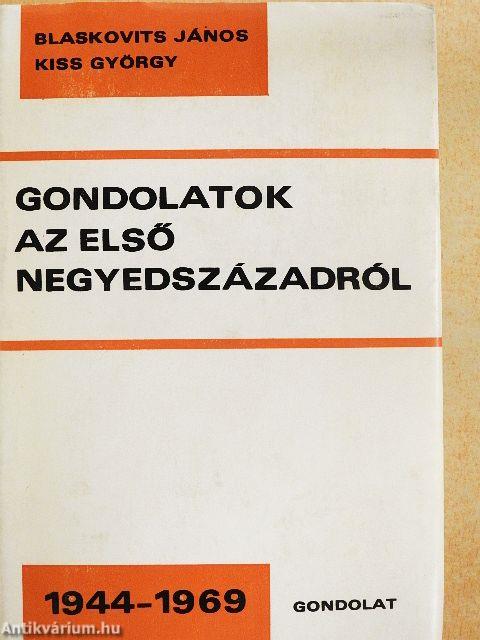 BLASKOVITS JÁNOS
KISS GYÖRGY
GONDOLATOK
AZ ELSŐ
NEGYEDSZÁZADRÓL
1944–1969
GONDOLAT
Antikvárium.hu